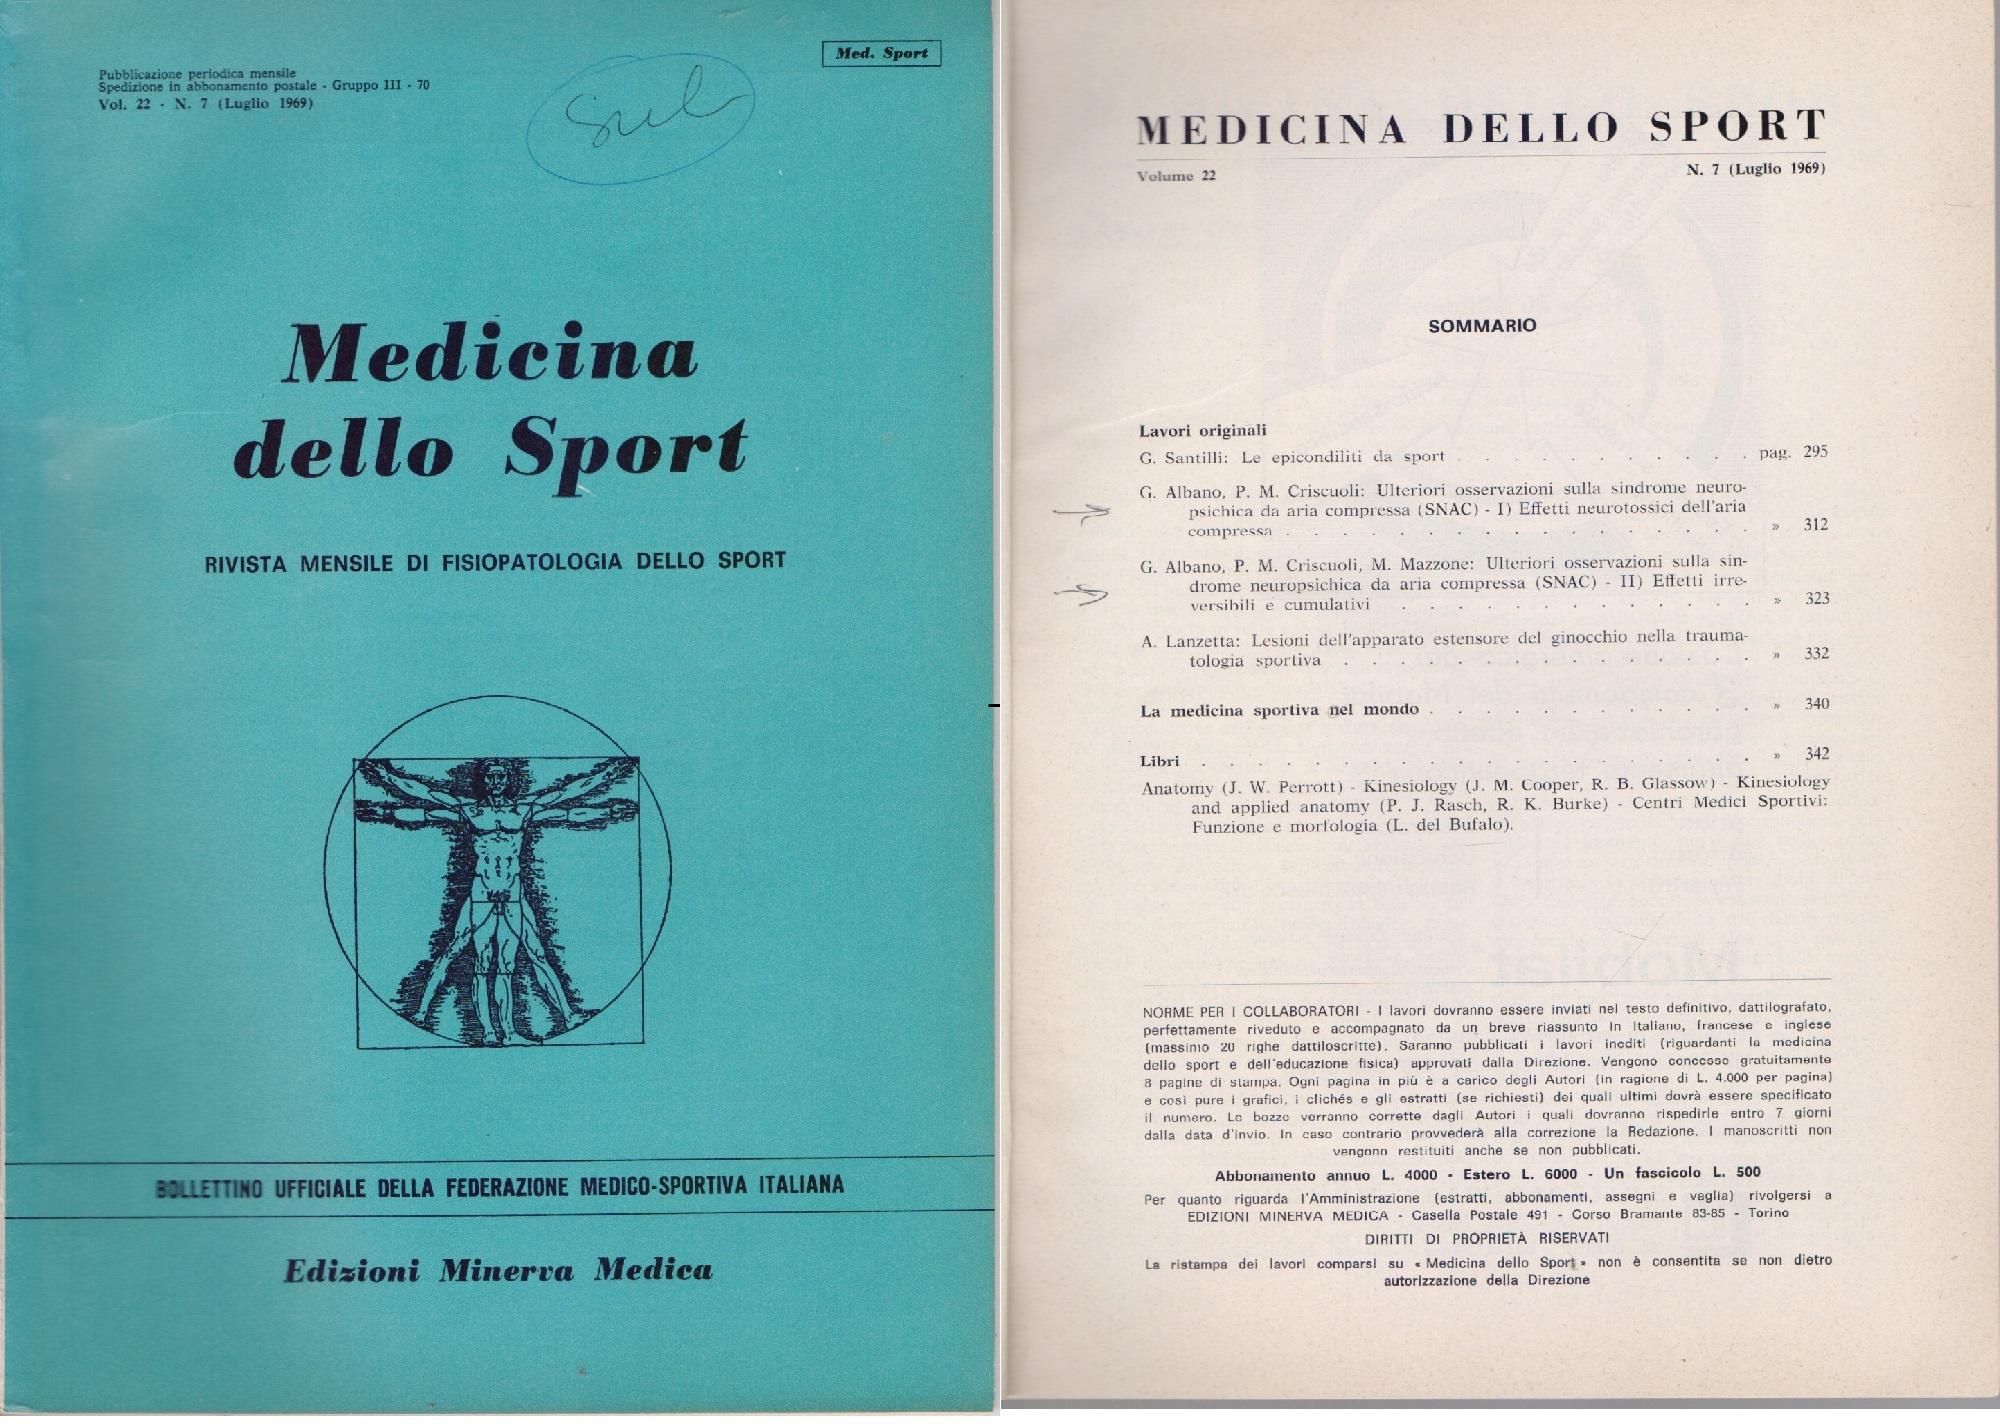 Med. Sport
Pubblicazione periodica mensile
Spedizione in abbonamento postale - Gruppo III - 70
Vol. 22 - N. 7 (Luglio 1969)
Medicina
dello Sport
RIVISTA MENSILE DI FISIOPATOLOGIA DELLO SPORT
BOLLETTINO UFFICIALE DELLA FEDERAZIONE MEDICO-SPORTIVA ITALIANA
Edizioni Minerva Medica
MEDICINA DELLO SPORT
Volume 22 N. 7 (Luglio 1969)
SOMMARIO
Lavori originali
G. Santilli: Le epicondiliti da sport . . . . . . . . . . . pag. 295
G. Albano, P. M. Criscuoli: Ulteriori osservazioni sulla sindrome neuro-
psichica da aria compressa (SNAC) - I) Effetti neurotossici dell'aria
compressa . . . . . . . . . . . . . . . . . » 312
G. Albano, P. M. Criscuoli, M. Mazzone: Ulteriori osservazioni sulla sin-
drome neuropsichica da aria compressa (SNAC) - II) Effetti irre-
versibili e cumulativi . . . . . . . . . . . . . » 323
A. Lanzetta: Lesioni dell'apparato estensore del ginocchio nella trauma-
tologia sportiva . . . . . . . . . . . . . . . » 332
La medicina sportiva nel mondo . . . . . . . . . . . . » 340
Libri . . . . . . . . . . . . . . . . . . . . » 342
Anatomy (J. W. Perrott) - Kinesiology (J. M. Cooper, R. B. Glassow) - Kinesiology
and applied anatomy (P. J. Rasch, R. K. Burke) - Centri Medici Sportivi:
Funzione e morfologia (L. del Bufalo).
NORME PER I COLLABORATORI - I lavori dovranno essere inviati nel testo definitivo, dattilografato,
perfettamente riveduto e accompagnato da un breve riassunto in Italiano, francese e inglese
(massimo 20 righe dattiloscritte). Saranno pubblicati i lavori inediti (riguardanti la medicina
dello sport e dell'educazione fisica) approvati dalla Direzione. Vengono concesse gratuitamente
8 pagine di stampa. Ogni pagina in più è a carico degli Autori (in ragione di L. 4.000 per pagina)
e così pure i grafici, i clichés e gli estratti (se richiesti) dei quali ultimi dovrà essere specificato
il numero. Le bozze verranno corrette dagli Autori i quali dovranno rispedirle entro 7 giorni
dalla data d'invio. In caso contrario provvederà alla correzione la Redazione. I manoscritti non
vengono restituiti anche se non pubblicati.
Abbonamento annuo L. 4000 - Estero L. 6000 - Un fascicolo L. 500
Per quanto riguarda l'Amministrazione (estratti, abbonamenti, assegni e vaglia) rivolgersi a
EDIZIONI MINERVA MEDICA - Casella Postale 491 - Corso Bramante 83-85 - Torino
DIRITTI DI PROPRIETÀ RISERVATI
La ristampa dei lavori comparsi su « Medicina dello Sport » non è consentita se non dietro
autorizzazione della Direzione